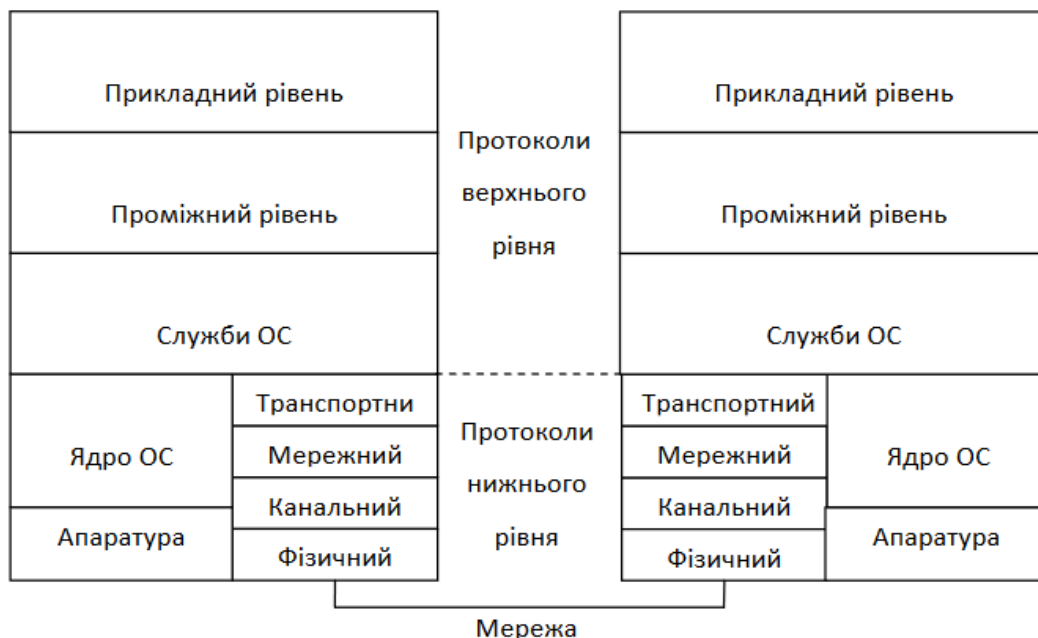 Прикладний рівень
Проміжний рівень
Служби ОС
Ядро ОС
Апаратура
Транспортни
Мережний
Канальний
Фізичний
Протоколи
верхнього
рівня
Протоколи
нижнього
рівня
Прикладний рівень
Проміжний рівень
Служби ОС
Транспортний
Мережний
Канальний
Фізичний
Ядро ОС
Апаратура
Мережа